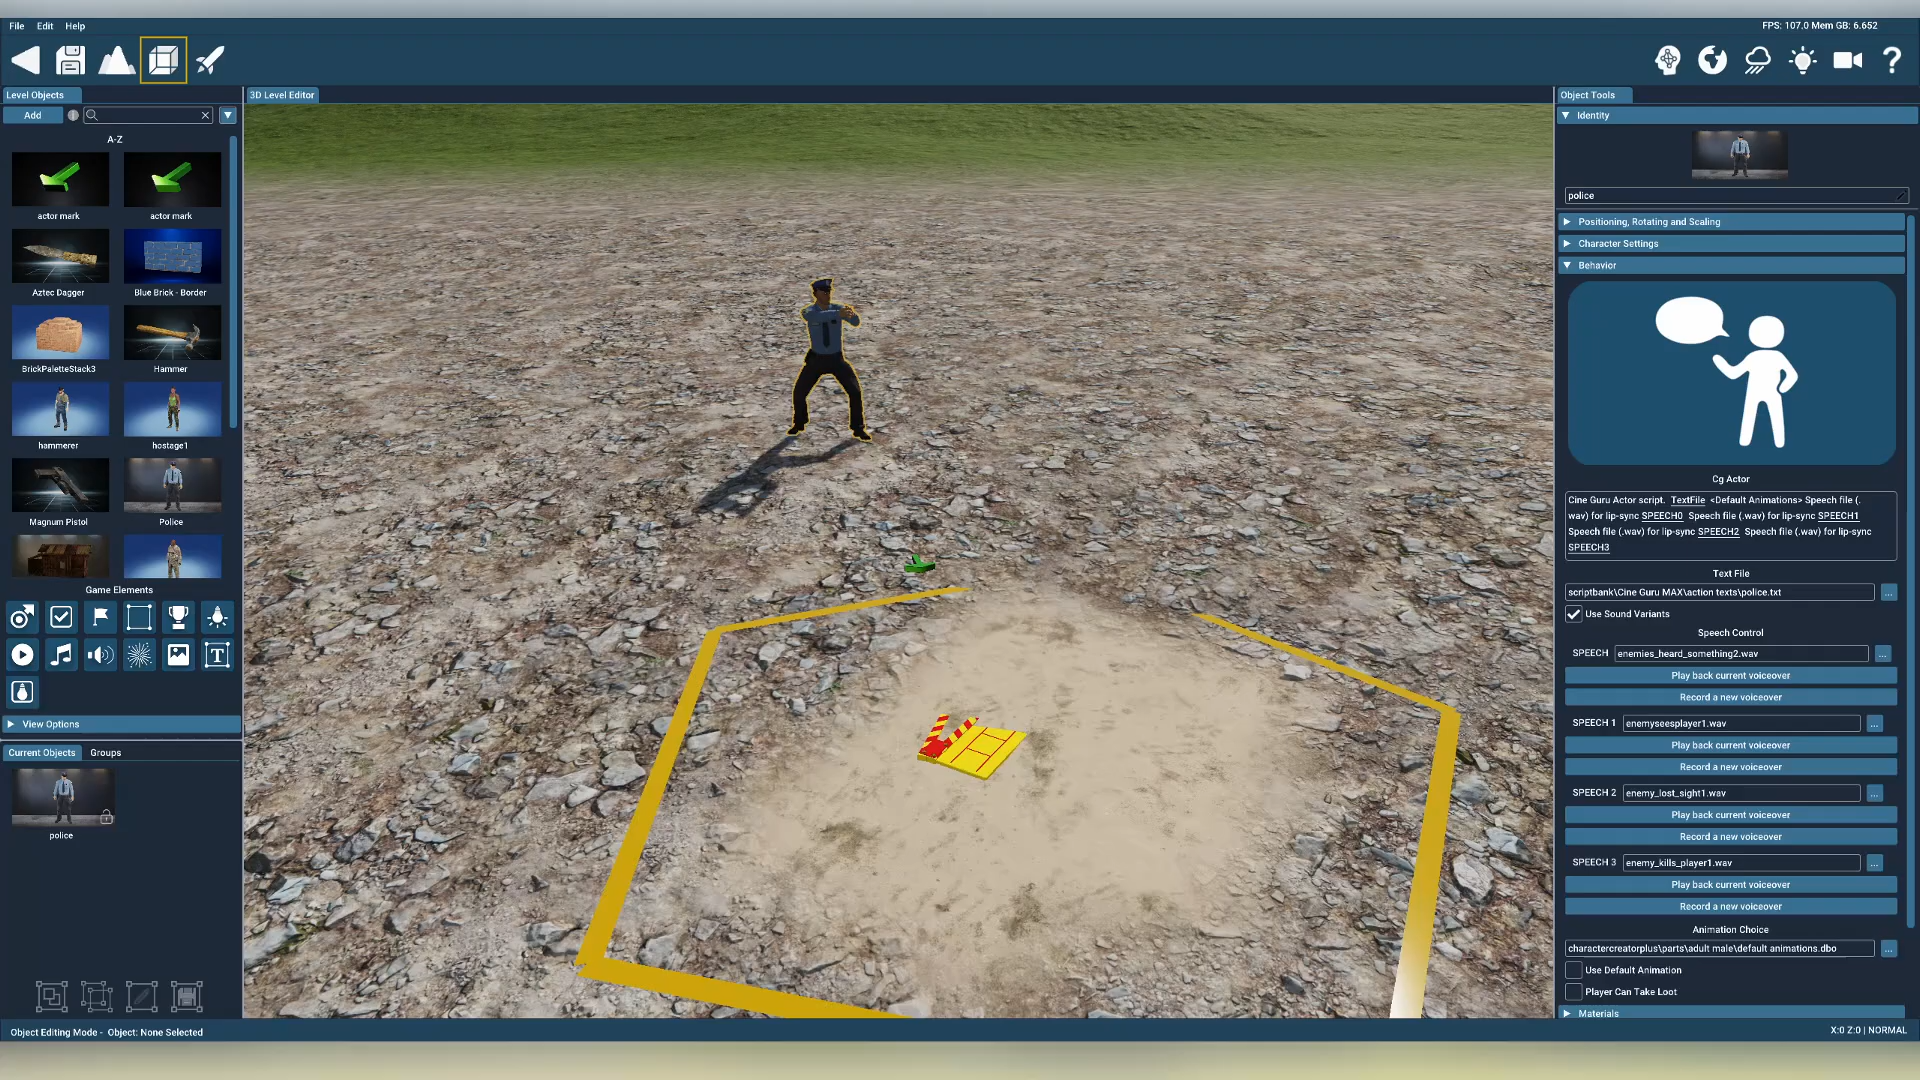 File Edit Help
FPS: 107.0 Mem GB: 6.652
Level Objects
Add
A-Z
actor mark
actor mark
Aztec Dagger
Blue Brick - Border
BrickPaletteStack3
Hammer
hammerer
hostage1
Magnum Pistol
Police
Game Elements
View Options
Current Objects Groups
police
3D Level Editor
Object Tools
Identity
police
Positioning, Rotating and Scaling
Character Settings
Behavior
Cg Actor
Cine Guru Actor script. TextFile <Default Animations> Speech file (.
wav) for lip-sync SPEECH0 Speech file (.wav) for lip-sync SPEECH1
Speech file (.wav) for lip-sync SPEECH2 Speech file (.wav) for lip-sync
SPEECH3
Text File
scriptbank\Cine Guru MAX\action texts\police.txt ...
Use Sound Variants
Speech Control
SPEECH enemies_heard_something2.wav ...
Play back current voiceover
Record a new voiceover
SPEECH 1 enemyseesplayer1.wav ...
Play back current voiceover
Record a new voiceover
SPEECH 2 enemy_lost_sight1.wav ...
Play back current voiceover
Record a new voiceover
SPEECH 3 enemy_kills_player1.wav ...
Play back current voiceover
Record a new voiceover
Animation Choice
charactercreatorplus\parts\adult male\default animations.dbo ...
Use Default Animation
Player Can Take Loot
Materials
Object Editing Mode - Object: None Selected
X:0 Z:0 | NORMAL